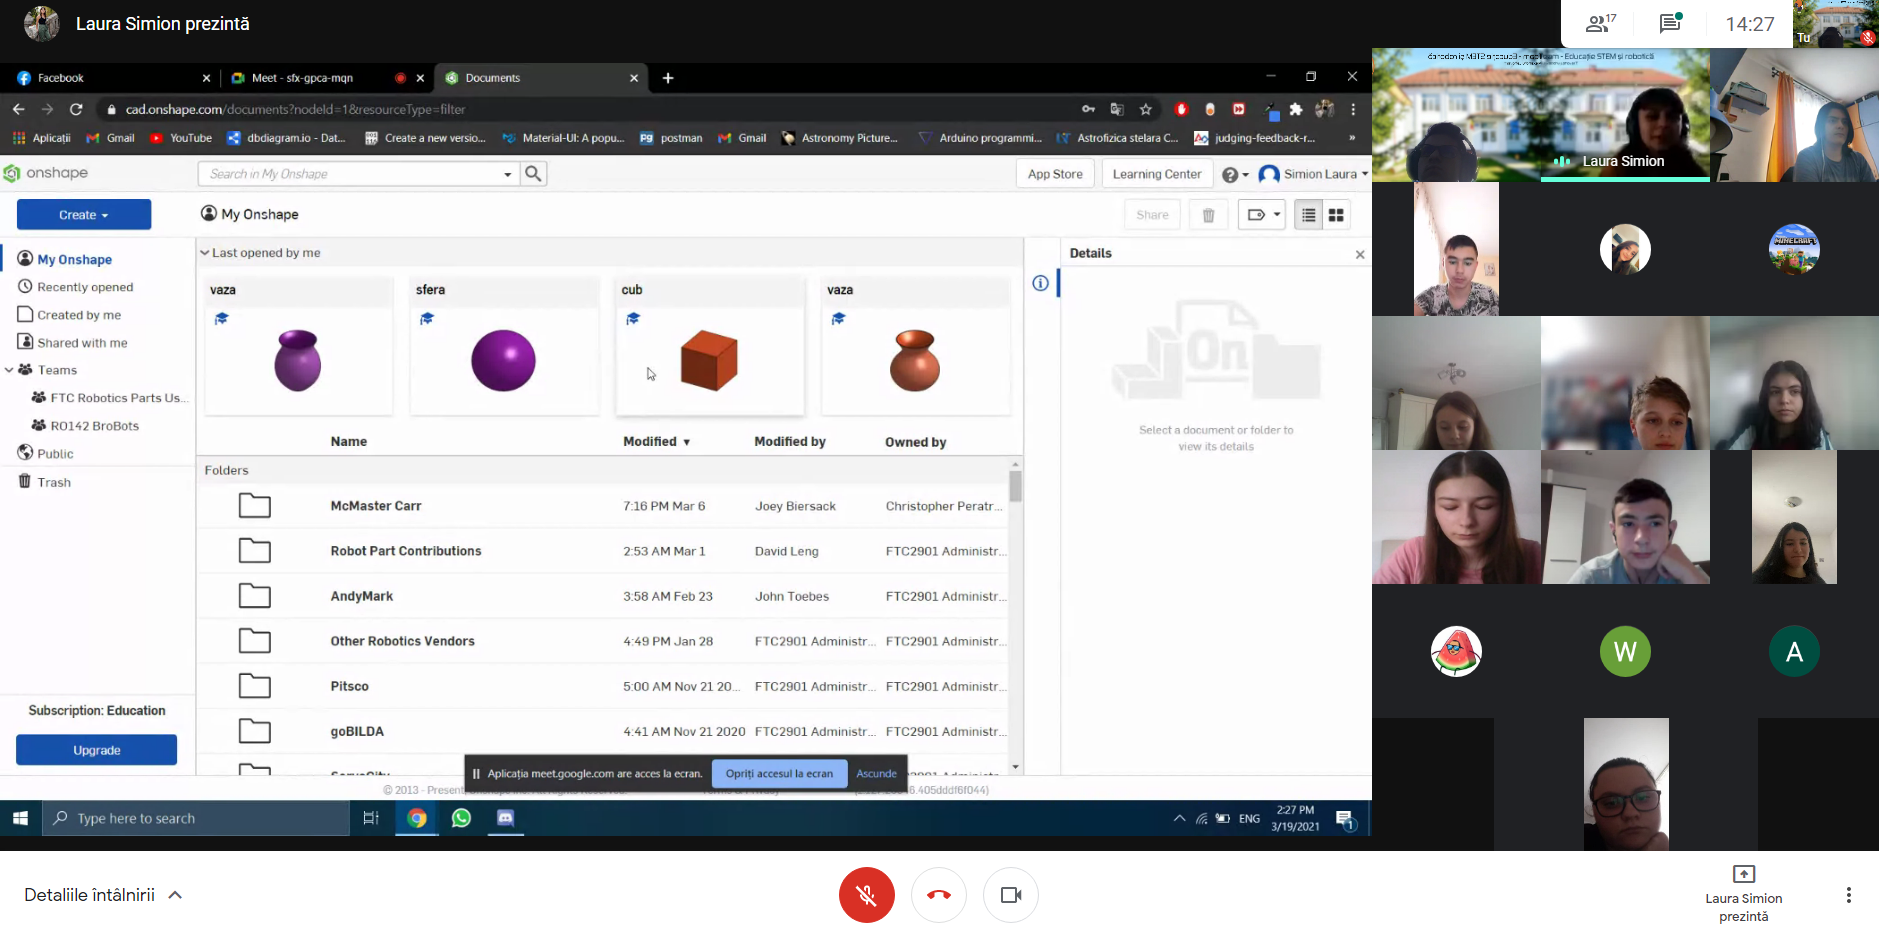 Laura Simion prezintă
17
14:27
Tu
Facebook
Meet - sfx-gpca-mqn
Documents
cad.onshape.com/documents?nodeId=1&resourceType=filter
Aplicații
Gmail
YouTube
dbdiagram.io - Dat...
Create a new versio...
Material-UI: A popu...
Pg postman
Gmail
Astronomy Picture...
Arduino programmi...
Astrofizica stelara C...
judging-feedback-r...
»
onshape
Search in My Onshape
App Store
Learning Center
Simion Laura
Create
My Onshape
Share
My Onshape
Recently opened
Created by me
Shared with me
Teams
FTC Robotics Parts Us...
RO142 BroBots
Public
Trash
Subscription: Education
Upgrade
Last opened by me
vaza
sfera
cub
vaza
Name Modified Modified by Owned by
Folders
McMaster Carr 7:16 PM Mar 6 Joey Biersack Christopher Peratr...
Robot Part Contributions 2:53 AM Mar 1 David Leng FTC2901 Administr...
AndyMark 3:58 AM Feb 23 John Toebes FTC2901 Administr...
Other Robotics Vendors 4:49 PM Jan 28 FTC2901 Administr... FTC2901 Administr...
Pitsco 5:00 AM Nov 21 20... FTC2901 Administr... FTC2901 Administr...
goBILDA 4:41 AM Nov 21 2020 FTC2901 Administr... FTC2901 Administr...
Details
On
Select a document or folder to
view its details
Aplicația meet.google.com are acces la ecran.
Opriți accesul la ecran
Ascunde
© 2013 - Present
Type here to search
ENG
2:27 PM
3/19/2021
1
- Educație STEM și robotică
Laura Simion
MINECRAFT
W
A
Detaliile întâlnirii
Laura Simion
prezintă